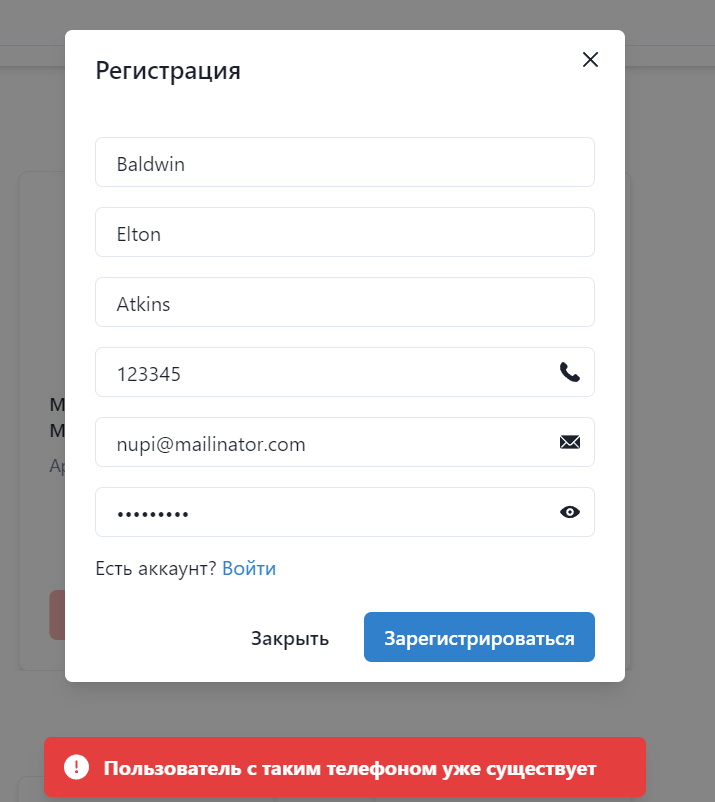 Регистрация
Baldwin
Elton
Atkins
123345
nupi@mailinator.com
•••••••••
Есть аккаунт? Войти
Закрыть
Зарегистрироваться
Пользователь с таким телефоном уже существует